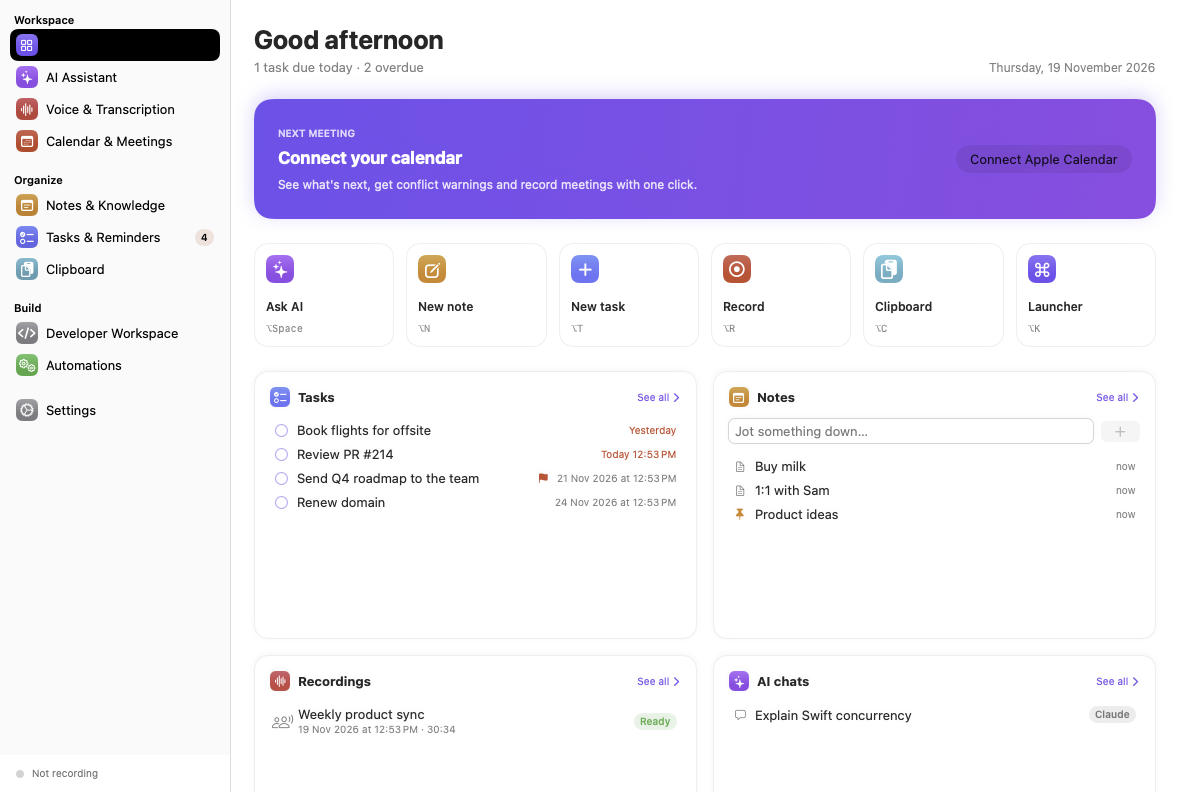 Workspace
AI Assistant
Voice & Transcription
Calendar & Meetings
Organize
Notes & Knowledge
Tasks & Reminders 4
Clipboard
Build
Developer Workspace
Automations
Settings
Not recording
Good afternoon
1 task due today · 2 overdue
Thursday, 19 November 2026
NEXT MEETING
Connect your calendar
See what's next, get conflict warnings and record meetings with one click.
Connect Apple Calendar
Ask AI
⌥Space
New note
⌥N
New task
⌥T
Record
⌥R
Clipboard
⌥C
Launcher
⌥K
Tasks See all
Book flights for offsite Yesterday
Review PR #214 Today 12:53 PM
Send Q4 roadmap to the team 21 Nov 2026 at 12:53 PM
Renew domain 24 Nov 2026 at 12:53 PM
Notes See all
Jot something down...
Buy milk now
1:1 with Sam now
Product ideas now
Recordings See all
Weekly product sync Ready
19 Nov 2026 at 12:53 PM · 30:34
AI chats See all
Explain Swift concurrency Claude